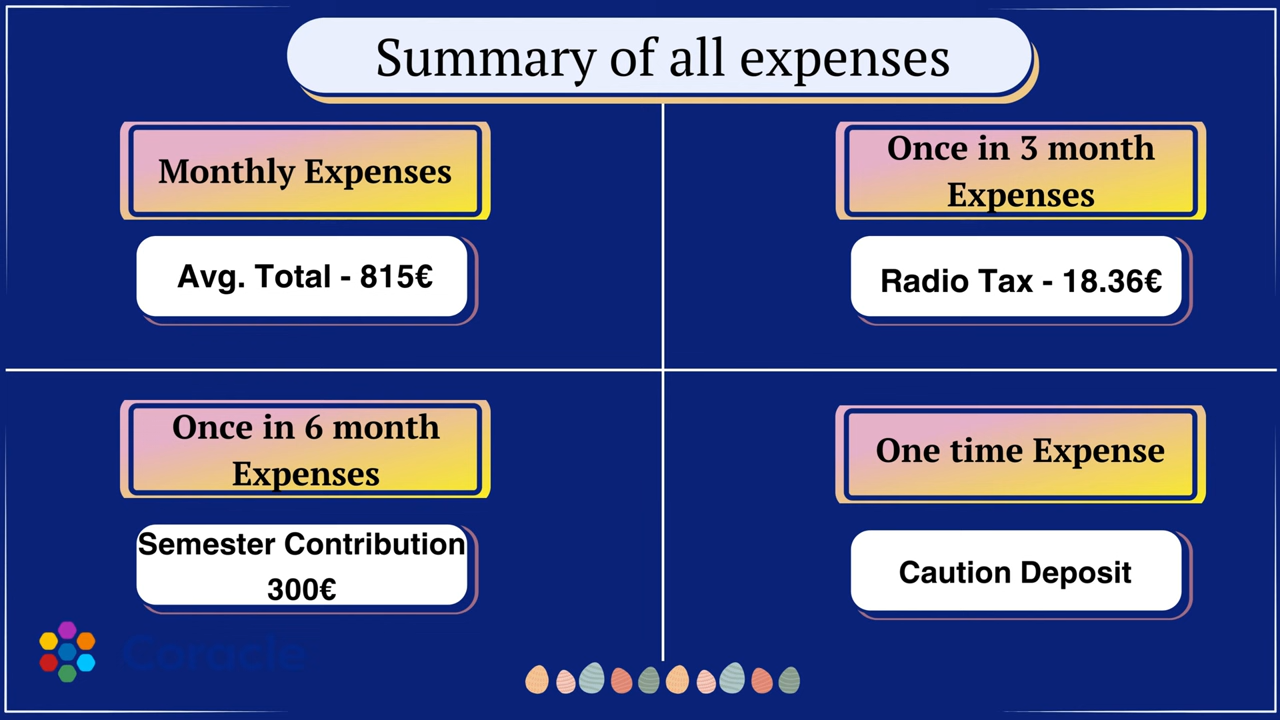 Summary of all expenses
Monthly Expenses
Avg. Total - 815€
Once in 3 month
Expenses
Radio Tax - 18.36€
Once in 6 month
Expenses
Semester Contribution
300€
One time Expense
Caution Deposit
Coracle